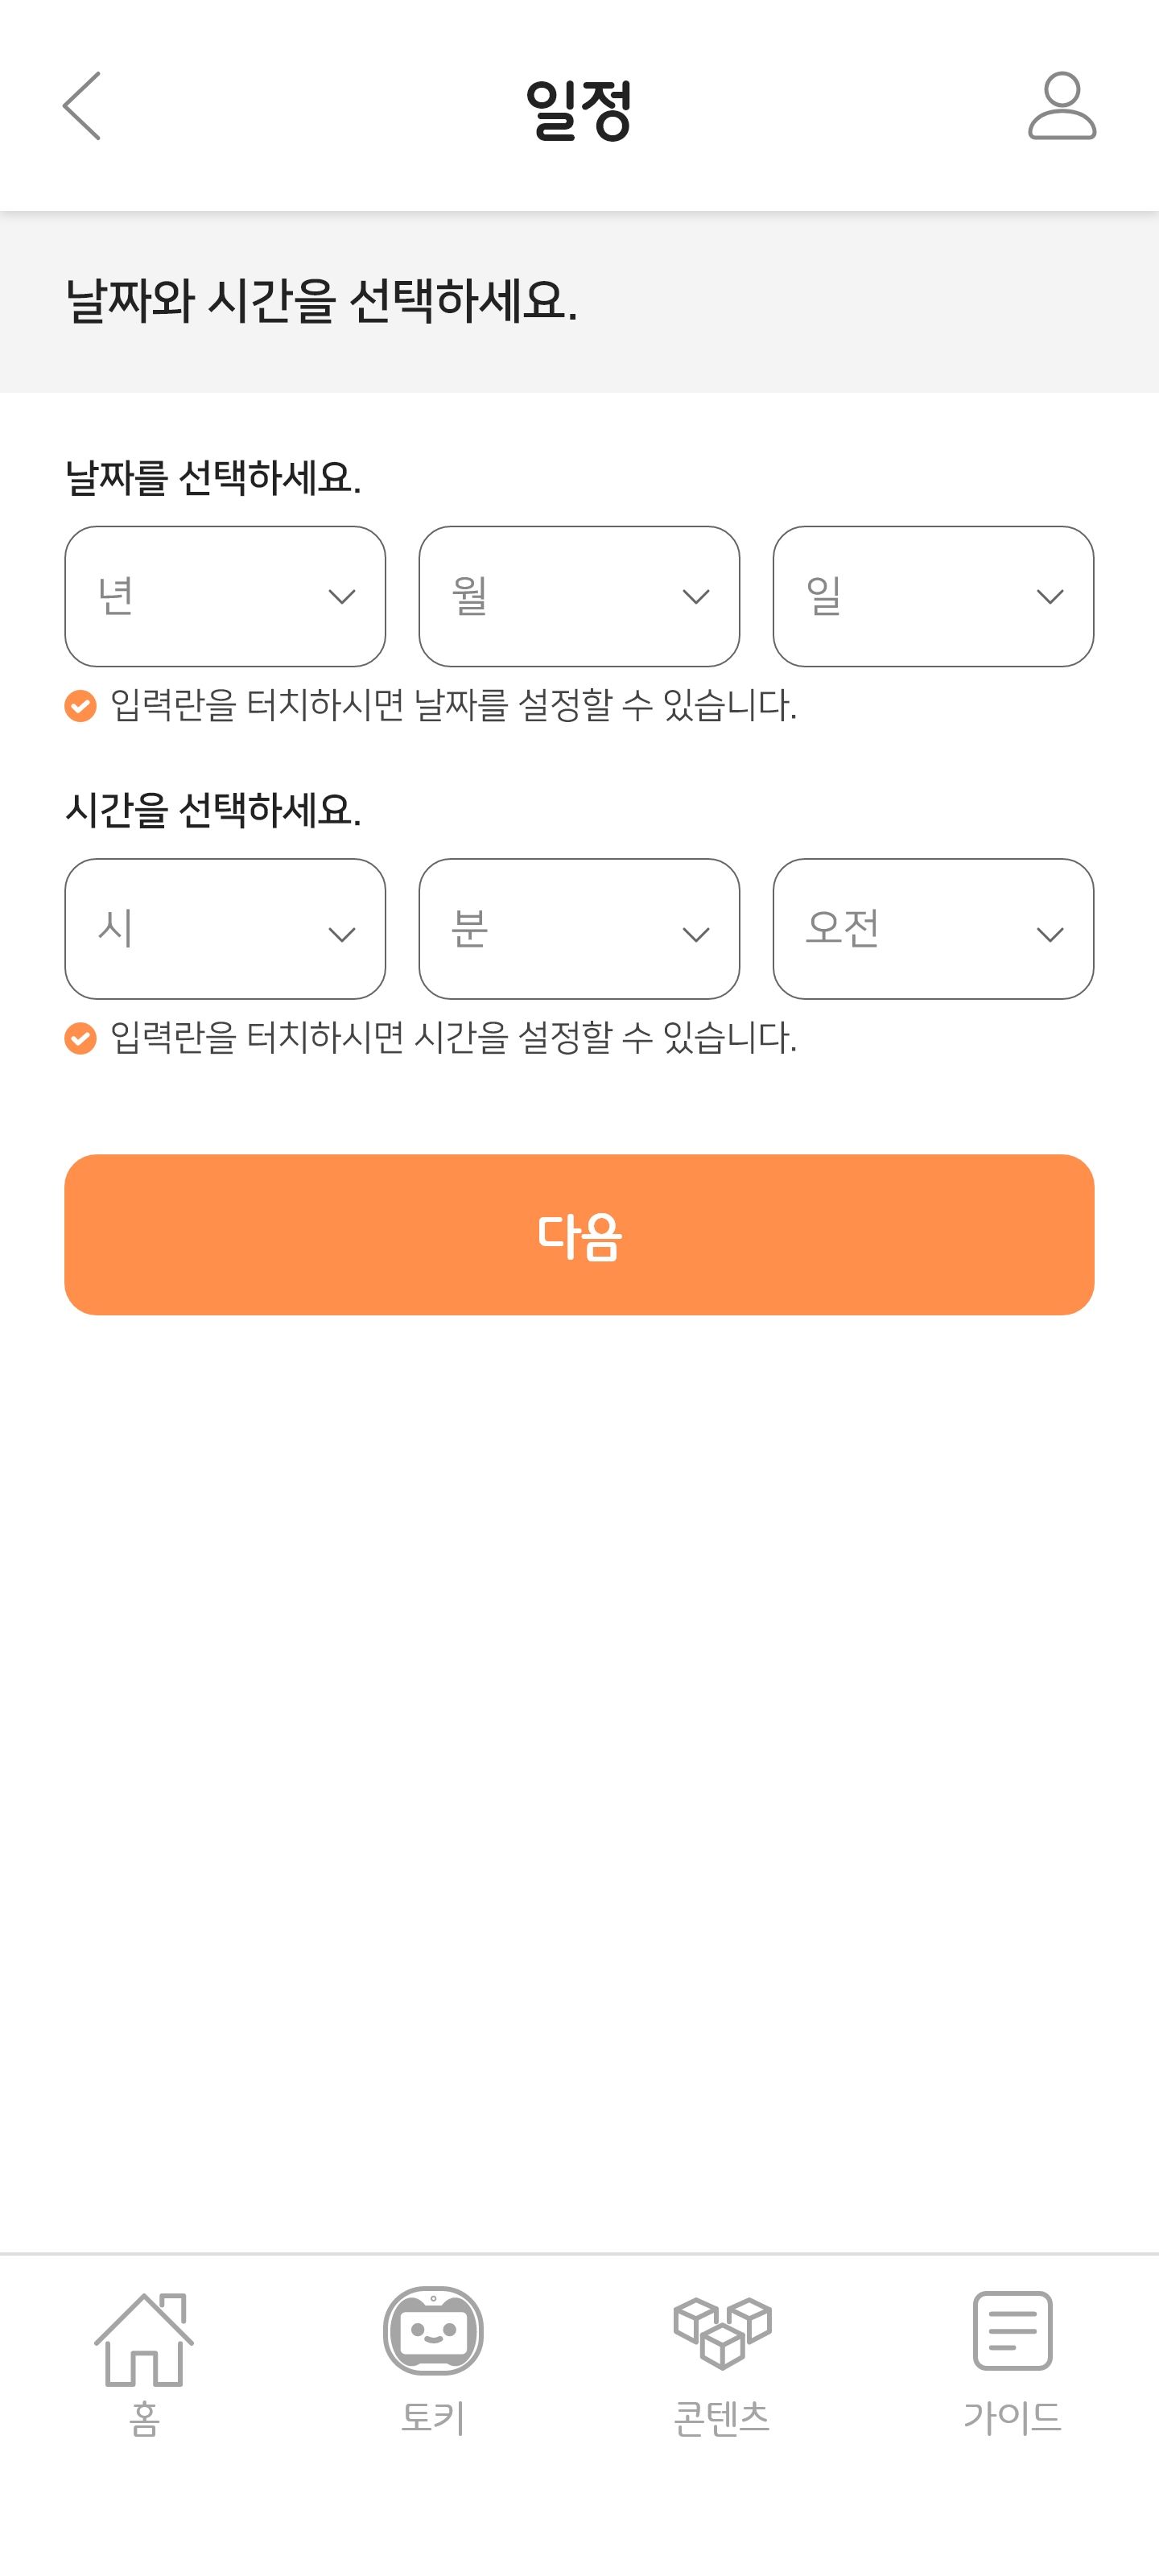 일정
날짜와 시간을 선택하세요.
날짜를 선택하세요.
년 월 일
입력란을 터치하시면 날짜를 설정할 수 있습니다.
시간을 선택하세요.
시 분 오전
입력란을 터치하시면 시간을 설정할 수 있습니다.
다음
홈 토키 콘텐츠 가이드